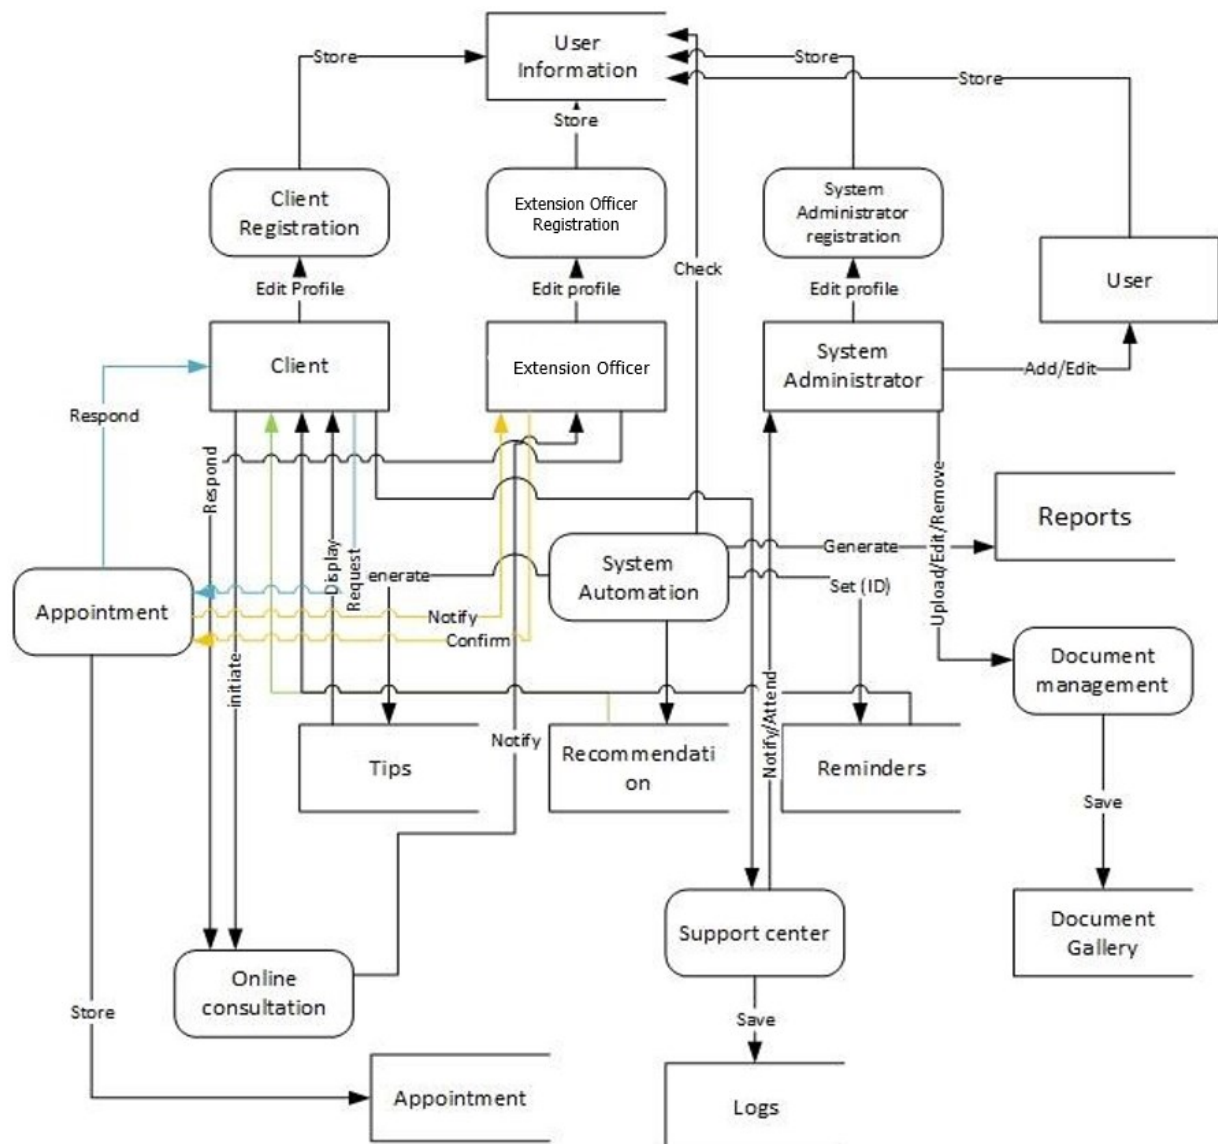 User
Information
Store
Store
Store
Store
Client
Registration
Extension Officer
Registration
System
Administrator
registration
User
Check
Edit Profile
Edit profile
Edit profile
Client
Extension Officer
System
Administrator
Add/Edit
Respond
Respond
Display
Request
Upload/Edit/Remove
Reports
Generate
enerate
System
Automation
Set (ID)
Appointment
Notify
Confirm
initiate
Document
management
Notify
Notify/Attend
Tips
Recommendati
on
Reminders
Save
Support center
Document
Gallery
Online
consultation
Store
Save
Appointment
Logs